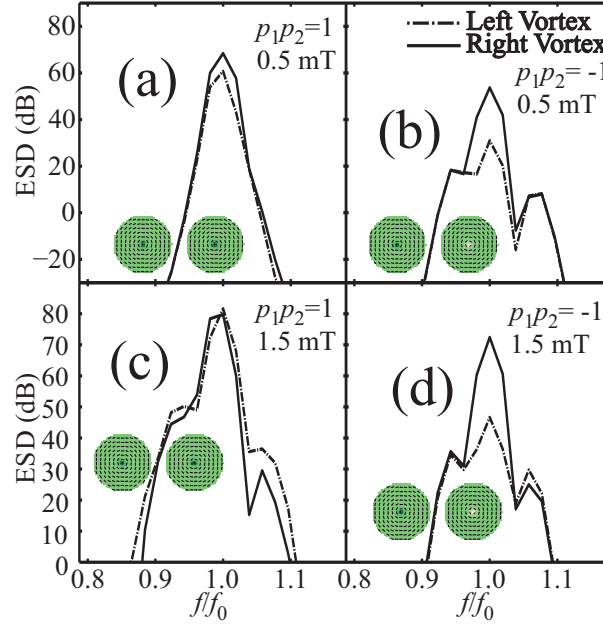 Left Vortex
Right Vortex
ESD (dB)
80
60
40
20
0
−20
(a)
p1p2=1
0.5 mT
(b)
p1p2= -1
0.5 mT
ESD (dB)
80
70
60
50
40
30
20
10
0
(c)
p1p2=1
1.5 mT
(d)
p1p2= -1
1.5 mT
0.8 0.9 1.0 1.1
0.8 0.9 1.0 1.1
f/f0
f/f0